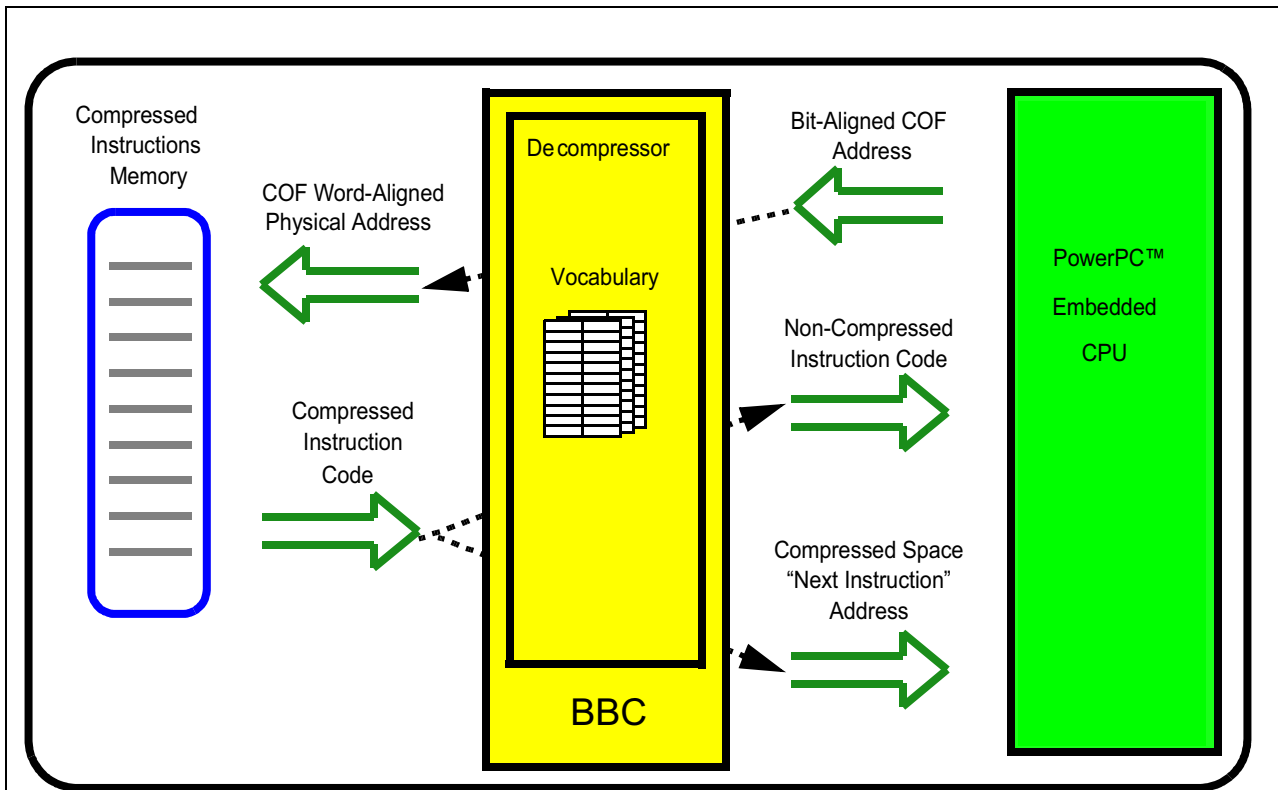 Compressed
Instructions
Memory
COF Word-Aligned
Physical Address
Compressed
Instruction
Code
Decompressor
Vocabulary
BBC
Bit-Aligned COF
Address
Non-Compressed
Instruction Code
Compressed Space
“Next Instruction”
Address
PowerPC™
Embedded
CPU